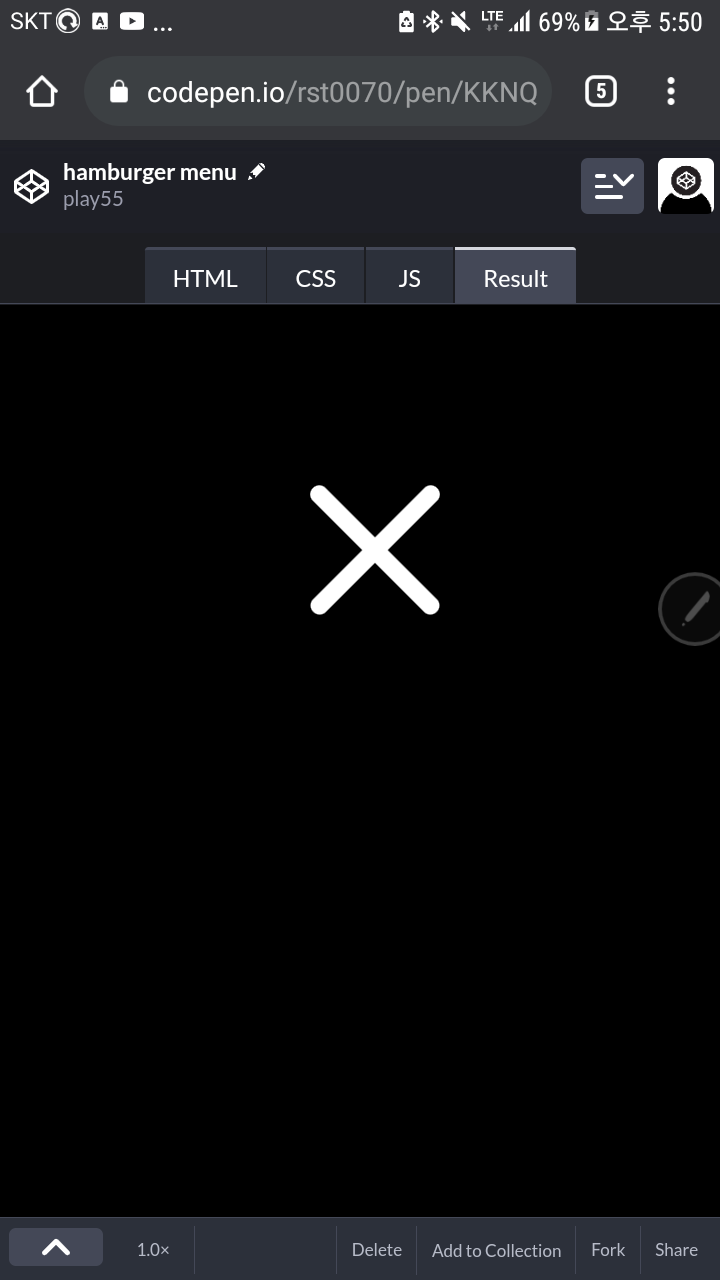 SKT ... LTE 69% 오후 5:50
codepen.io/rst0070/pen/KKNQ 5
hamburger menu
play55
HTML CSS JS Result
1.0× Delete Add to Collection Fork Share